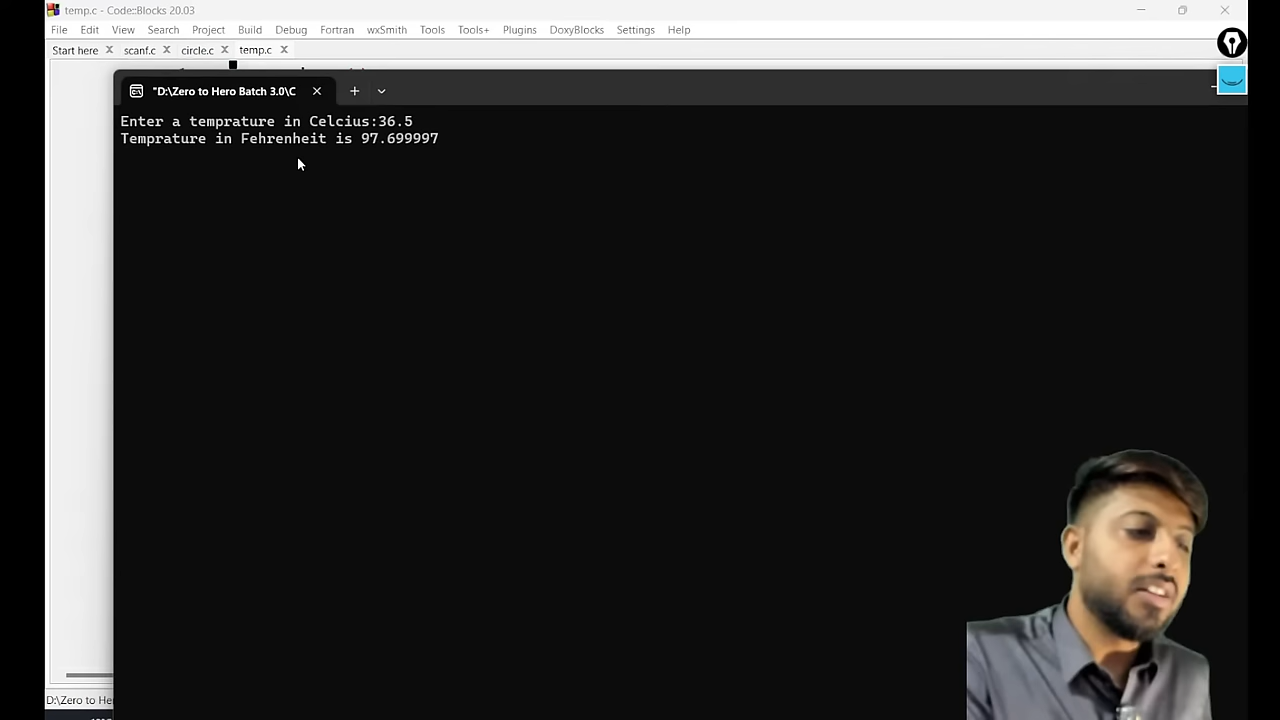 temp.c - Code::Blocks 20.03
File Edit View Search Project Build Debug Fortran wxSmith Tools Tools+ Plugins DoxyBlocks Settings Help
Start here scanf.c circle.c temp.c
"D:\Zero to Hero Batch 3.0\C
Enter a temprature in Celcius:36.5
Temprature in Fehrenheit is 97.699997
D:\Zero to He